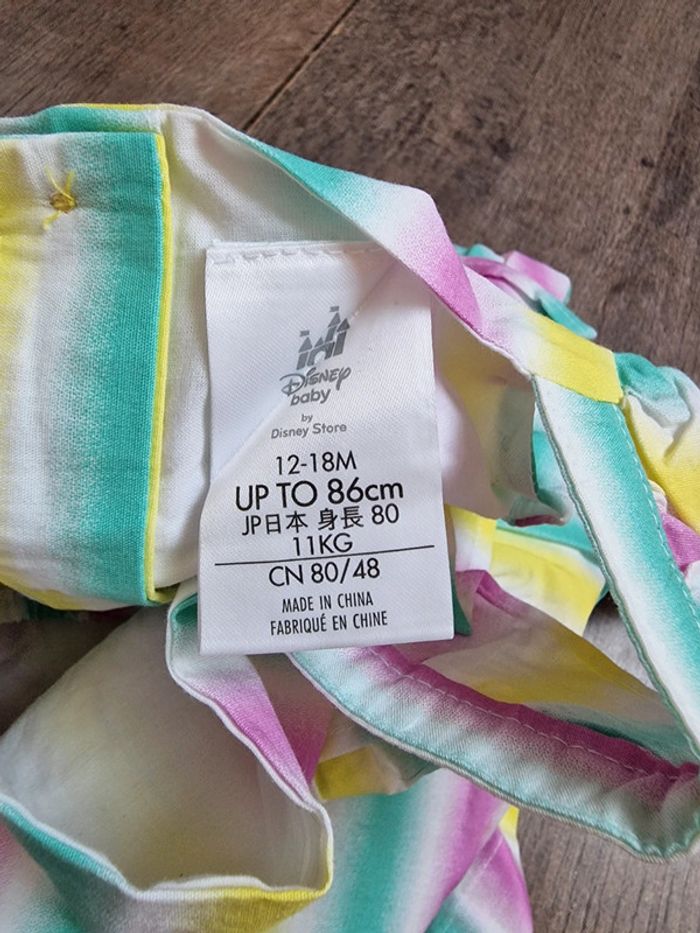 Disney
baby
by
Disney Store
12-18M
UP TO 86cm
JP日本 身長 80
11KG
CN 80/48
MADE IN CHINA
FABRIQUÉ EN CHINE